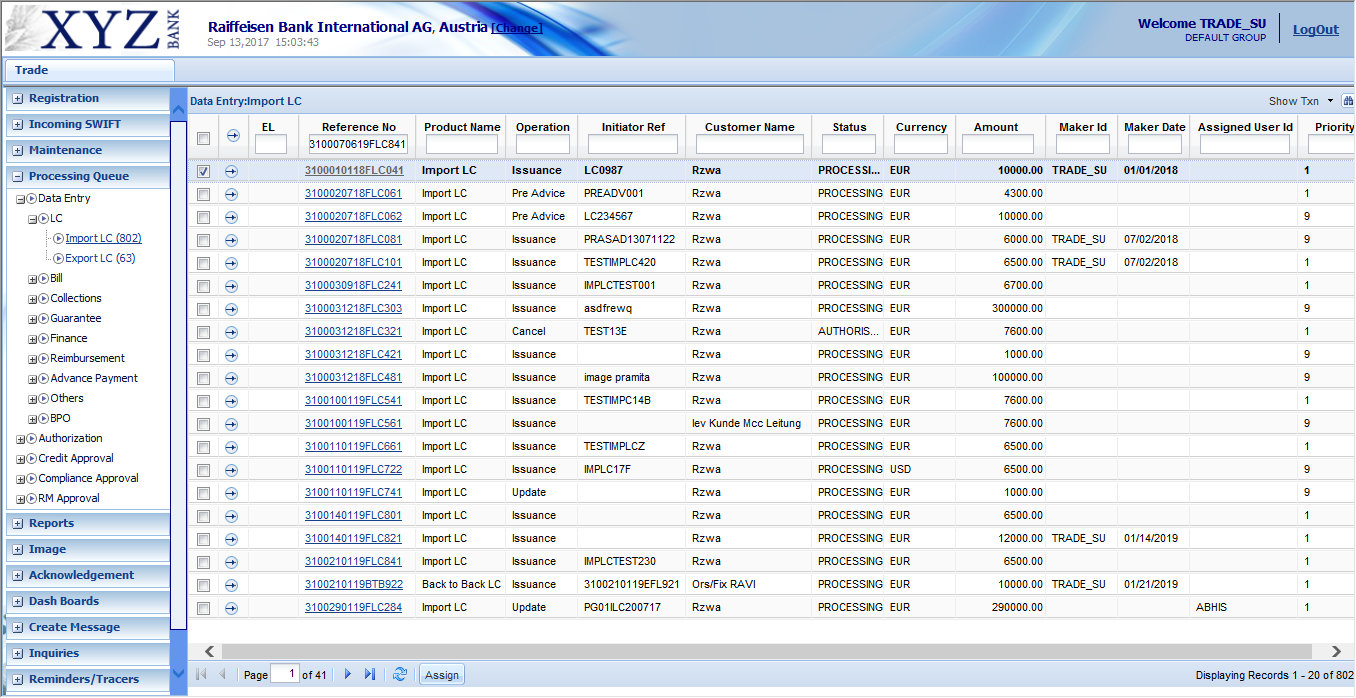 XYZ BANK
Raiffeisen Bank International AG, Austria [Change]
Sep 13,2017 15:03:43
Welcome TRADE_SU
DEFAULT GROUP
LogOut
Trade
Registration
Incoming SWIFT
Maintenance
Processing Queue
Data Entry
LC
Import LC (802)
Export LC (63)
Bill
Collections
Guarantee
Finance
Reimbursement
Advance Payment
Others
BPO
Authorization
Credit Approval
Compliance Approval
RM Approval
Reports
Image
Acknowledgement
Dash Boards
Create Message
Inquiries
Reminders/Tracers
Data Entry:Import LC
Show Txn
EL Reference No Product Name Operation Initiator Ref Customer Name Status Currency Amount Maker Id Maker Date Assigned User Id Priority
3100070619FLC841
3100010118FLC041 Import LC Issuance LC0987 Rzwa PROCESSI... EUR 10000.00 TRADE_SU 01/01/2018 1
3100020718FLC061 Import LC Pre Advice PREADV001 Rzwa PROCESSING EUR 4300.00 1
3100020718FLC062 Import LC Pre Advice LC234567 Rzwa PROCESSING EUR 10000.00 9
3100020718FLC081 Import LC Issuance PRASAD13071122 Rzwa PROCESSING EUR 6000.00 TRADE_SU 07/02/2018 9
3100020718FLC101 Import LC Issuance TESTIMPLC420 Rzwa PROCESSING EUR 6500.00 TRADE_SU 07/02/2018 1
3100030918FLC241 Import LC Issuance IMPLCTEST001 Rzwa PROCESSING EUR 6700.00 1
3100031218FLC303 Import LC Issuance asdfrewq Rzwa PROCESSING EUR 300000.00 9
3100031218FLC321 Import LC Cancel TEST13E Rzwa AUTHORIS... EUR 7600.00 1
3100031218FLC421 Import LC Issuance Rzwa PROCESSING EUR 1000.00 9
3100031218FLC481 Import LC Issuance image pramita Rzwa PROCESSING EUR 100000.00 9
3100100119FLC541 Import LC Issuance TESTIMPC14B Rzwa PROCESSING EUR 7600.00 1
3100100119FLC561 Import LC Issuance Iev Kunde Mcc Leitung PROCESSING EUR 7600.00 9
3100110119FLC661 Import LC Issuance TESTIMPLCZ Rzwa PROCESSING EUR 6500.00 1
3100110119FLC722 Import LC Issuance IMPLC17F Rzwa PROCESSING USD 6500.00 9
3100110119FLC741 Import LC Update Rzwa PROCESSING EUR 1000.00 9
3100140119FLC801 Import LC Issuance Rzwa PROCESSING EUR 6500.00 1
3100140119FLC821 Import LC Issuance Rzwa PROCESSING EUR 12000.00 TRADE_SU 01/14/2019 1
3100210119FLC841 Import LC Issuance IMPLCTEST230 Rzwa PROCESSING EUR 6500.00 1
3100210119BTB922 Back to Back LC Issuance 3100210119EFL921 Ors/Fix RAVI PROCESSING EUR 10000.00 TRADE_SU 01/21/2019 1
3100290119FLC284 Import LC Update PG01ILC200717 Rzwa PROCESSING EUR 290000.00 ABHIS 1
Page 1 of 41 Assign
Displaying Records 1 - 20 of 802